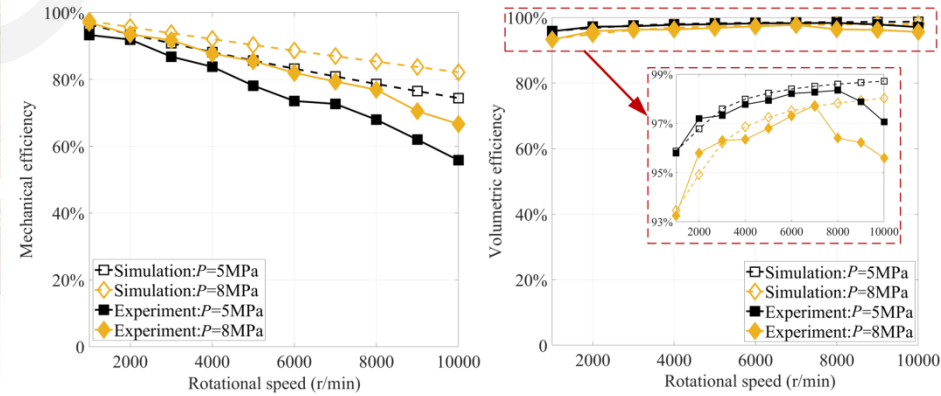 100%
80%
60%
40%
20%
0
Mechanical efficiency
Simulation:P=5MPa
Simulation:P=8MPa
Experiment:P=5MPa
Experiment:P=8MPa
2000 4000 6000 8000 10000
Rotational speed (r/min)
100%
80%
60%
40%
20%
0
Volumetric efficiency
99%
97%
95%
93%
2000 4000 6000 8000 10000
Simulation:P=5MPa
Simulation:P=8MPa
Experiment:P=5MPa
Experiment:P=8MPa
2000 4000 6000 8000 10000
Rotational speed (r/min)